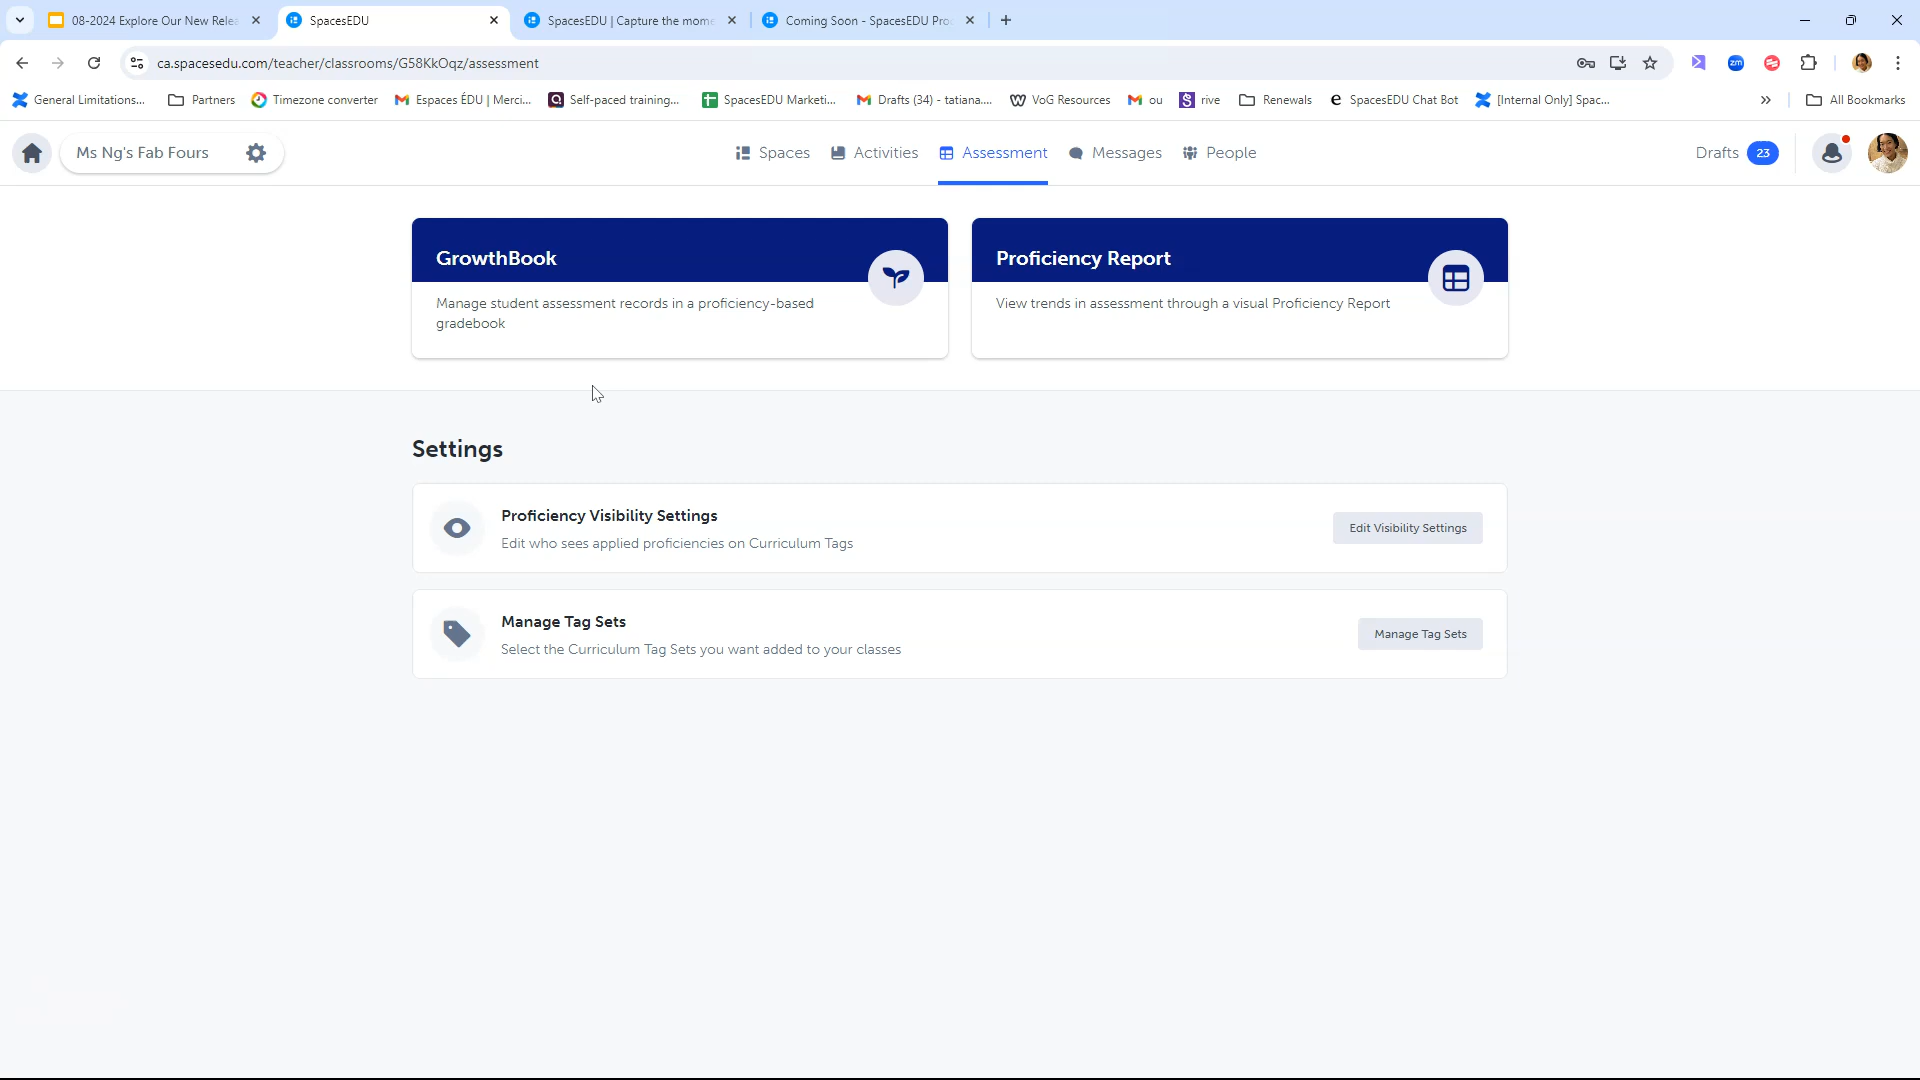 08-2024 Explore Our New Relea
SpacesEDU
SpacesEDU | Capture the mome
Coming Soon - SpacesEDU Pro
ca.spacesedu.com/teacher/classrooms/G58KkOqz/assessment
General Limitations...
Partners
Timezone converter
Espaces ÉDU | Merci...
Self-paced training...
SpacesEDU Marketi...
Drafts (34) - tatiana....
VoG Resources
ou
rive
Renewals
SpacesEDU Chat Bot
[Internal Only] Spac...
All Bookmarks
Ms Ng's Fab Fours
Spaces
Activities
Assessment
Messages
People
Drafts 23
GrowthBook
Manage student assessment records in a proficiency-based
gradebook
Proficiency Report
View trends in assessment through a visual Proficiency Report
Settings
Proficiency Visibility Settings
Edit who sees applied proficiencies on Curriculum Tags
Edit Visibility Settings
Manage Tag Sets
Select the Curriculum Tag Sets you want added to your classes
Manage Tag Sets